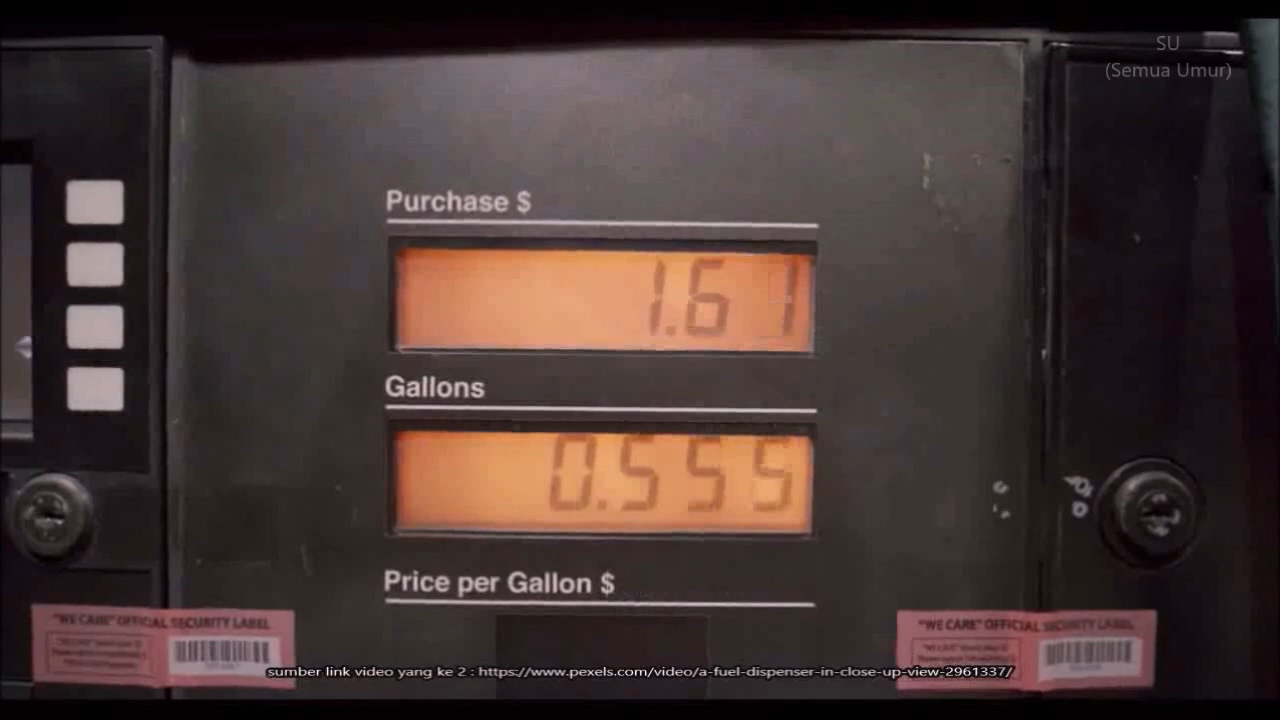 SU
(Semua Umur)
Purchase $
1.61
Gallons
0.555
Price per Gallon $
"WE CARE" OFFICIAL SECURITY LABEL
"WE CARE" OFFICIAL SECURITY LABEL
sumber link video yang ke 2 : https://www.pexels.com/video/a-fuel-dispenser-in-close-up-view-2961337/